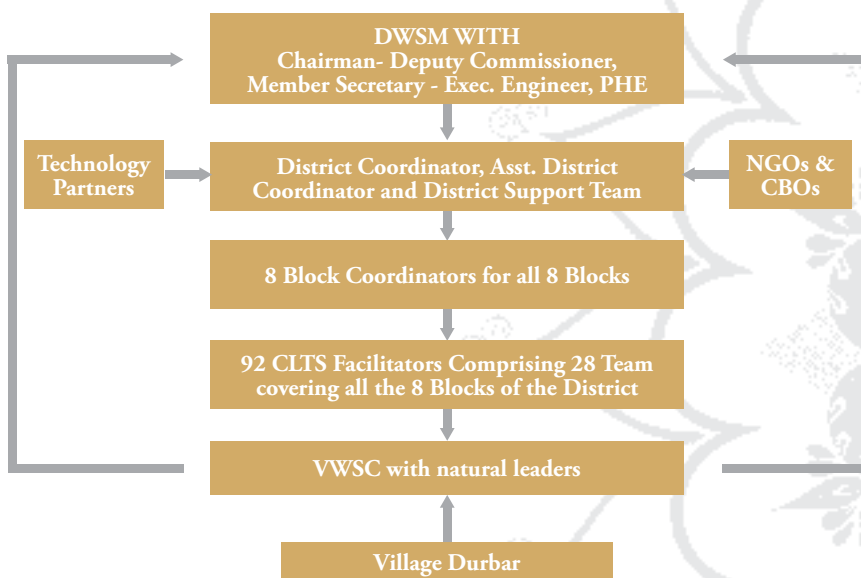 DWSM WITH
Chairman- Deputy Commissioner,
Member Secretary - Exec. Engineer, PHE
Technology
Partners
District Coordinator, Asst. District
Coordinator and District Support Team
NGOs &
CBOs
8 Block Coordinators for all 8 Blocks
92 CLTS Facilitators Comprising 28 Team
covering all the 8 Blocks of the District
VWSC with natural leaders
Village Durbar